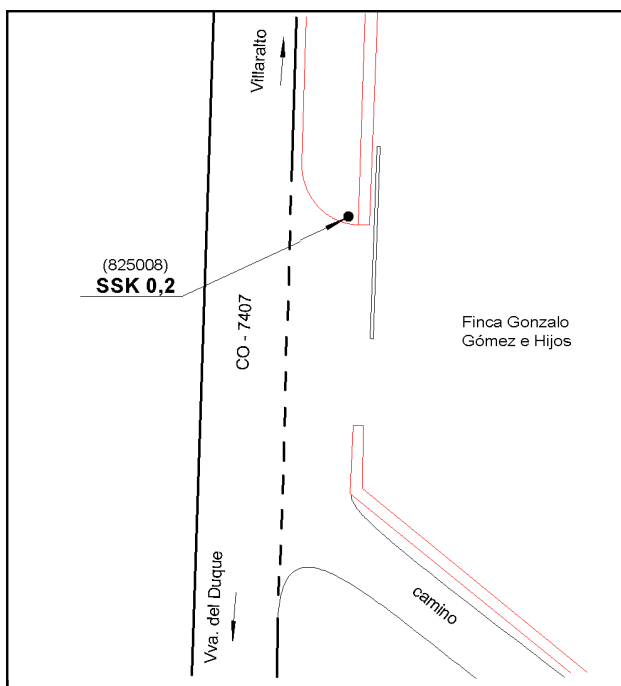 Villaralto
(825008)
SSK 0,2
CO - 7407
Finca Gonzalo
Gómez e Hijos
Vva. del Duque
camino